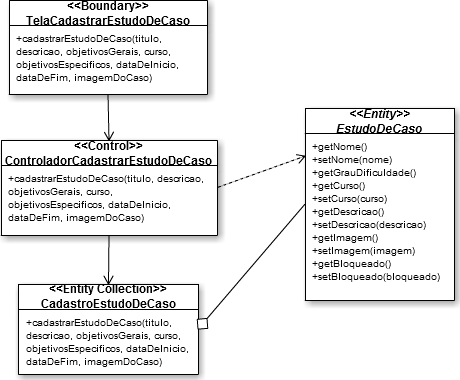 <<Boundary>>
TelaCadastrarEstudoDeCaso
+cadastrarEstudoDeCaso(titulo,
descricao, objetivosGerais, curso,
objetivosEspecificos, dataDeInicio,
dataDeFim, imagemDoCaso)
<<Control>>
ControladorCadastrarEstudoDeCaso
+cadastrarEstudoDeCaso(titulo, descricao,
objetivosGerais, curso,
objetivosEspecificos, dataDeInicio,
dataDeFim, imagemDoCaso)
<<Entity Collection>>
CadastroEstudoDeCaso
+cadastrarEstudoDeCaso(titulo,
descricao, objetivosGerais, curso,
objetivosEspecificos, dataDeInicio,
dataDeFim, imagemDoCaso)
<<Entity>>
EstudoDeCaso
+getNome()
+setNome(nome)
+getGrauDificuldade()
+getCurso()
+setCurso(curso)
+getDescricao()
+setDescricao(descricao)
+getImagem()
+setImagem(imagem)
+getBloqueado()
+setBloqueado(bloqueado)